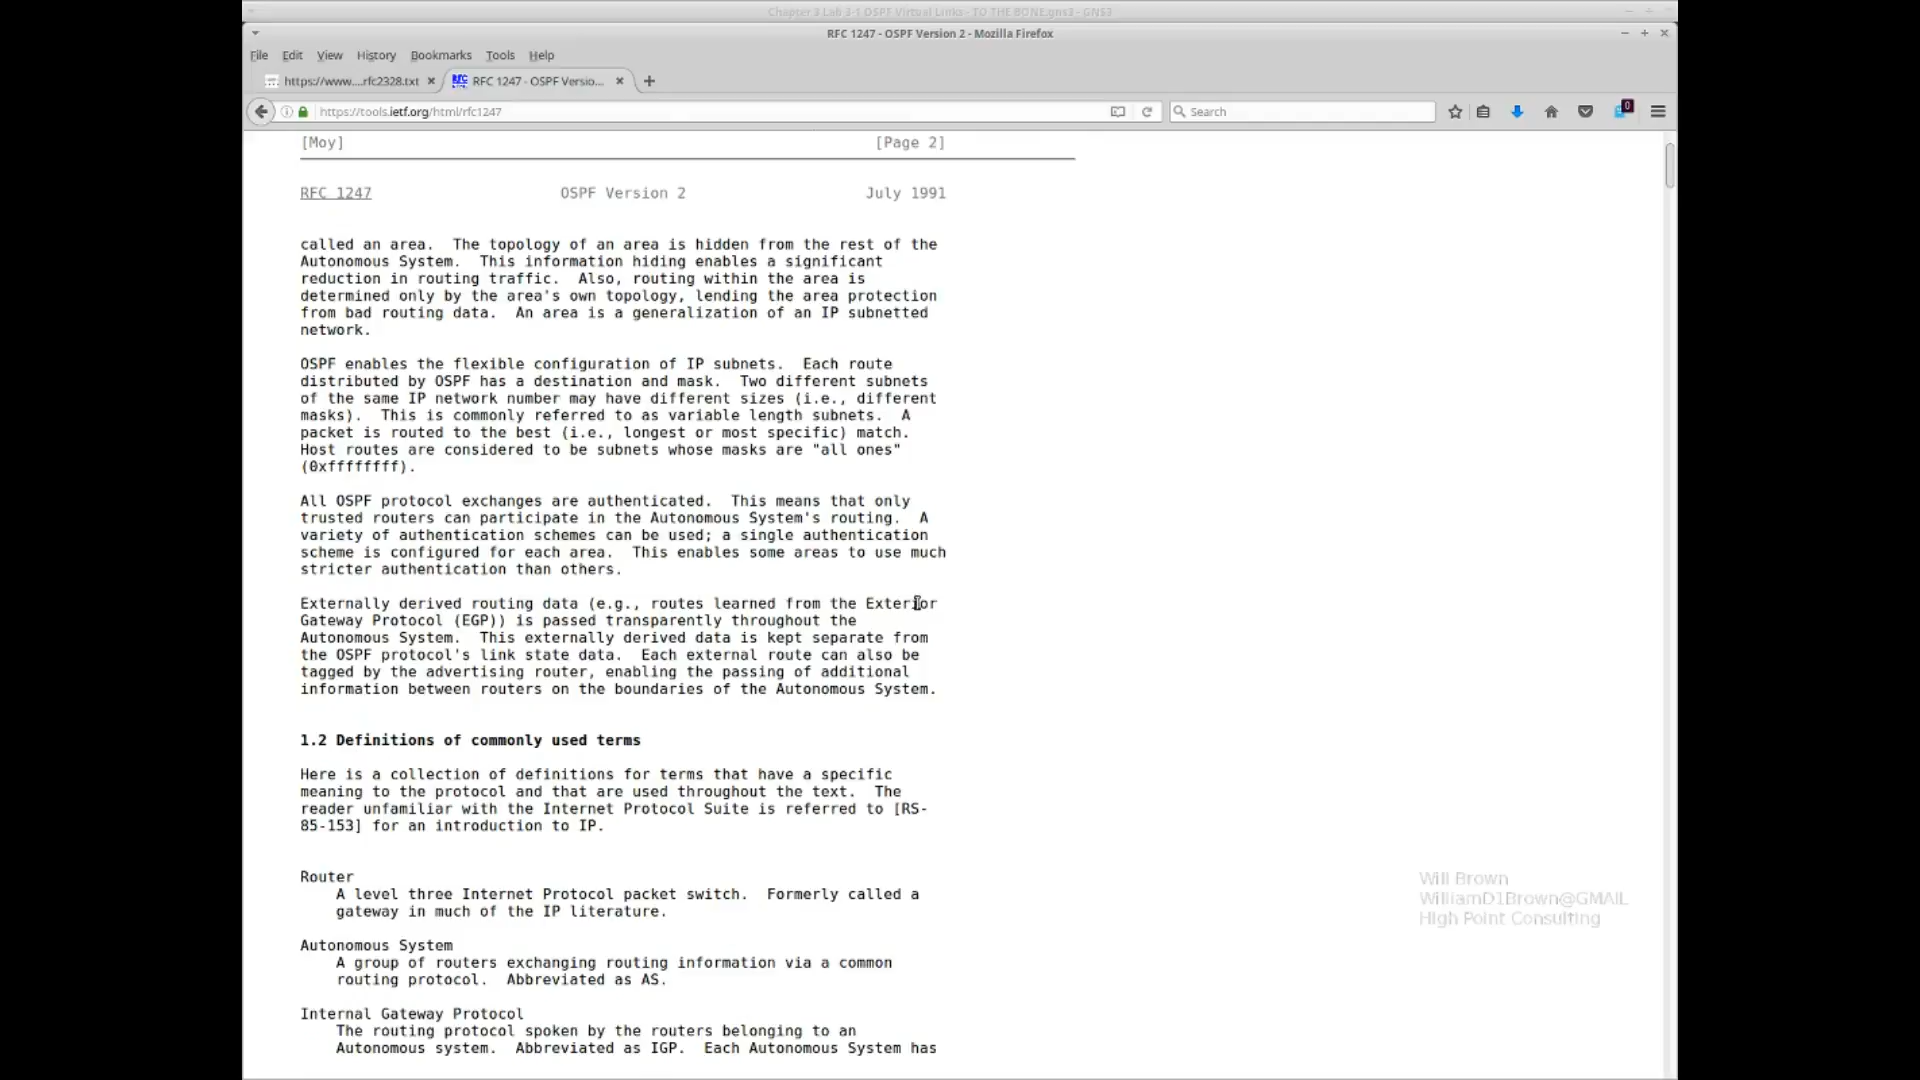 Chapter 3 Lab 3-1 OSPF Virtual Links - TO THE BONE.gns3 - GNS3
RFC 1247 - OSPF Version 2 - Mozilla Firefox
File Edit View History Bookmarks Tools Help
https://www....rfc2328.txt RFC 1247 - OSPF Versio...
https://tools.ietf.org/html/rfc1247 Search 0
[Moy] [Page 2]
RFC 1247 OSPF Version 2 July 1991
called an area. The topology of an area is hidden from the rest of the
Autonomous System. This information hiding enables a significant
reduction in routing traffic. Also, routing within the area is
determined only by the area's own topology, lending the area protection
from bad routing data. An area is a generalization of an IP subnetted
network.
OSPF enables the flexible configuration of IP subnets. Each route
distributed by OSPF has a destination and mask. Two different subnets
of the same IP network number may have different sizes (i.e., different
masks). This is commonly referred to as variable length subnets. A
packet is routed to the best (i.e., longest or most specific) match.
Host routes are considered to be subnets whose masks are "all ones"
(0xffffffff).
All OSPF protocol exchanges are authenticated. This means that only
trusted routers can participate in the Autonomous System's routing. A
variety of authentication schemes can be used; a single authentication
scheme is configured for each area. This enables some areas to use much
stricter authentication than others.
Externally derived routing data (e.g., routes learned from the Exterior
Gateway Protocol (EGP)) is passed transparently throughout the
Autonomous System. This externally derived data is kept separate from
the OSPF protocol's link state data. Each external route can also be
tagged by the advertising router, enabling the passing of additional
information between routers on the boundaries of the Autonomous System.
1.2 Definitions of commonly used terms
Here is a collection of definitions for terms that have a specific
meaning to the protocol and that are used throughout the text. The
reader unfamiliar with the Internet Protocol Suite is referred to [RS-
85-153] for an introduction to IP.
Router
A level three Internet Protocol packet switch. Formerly called a
gateway in much of the IP literature.
Autonomous System
A group of routers exchanging routing information via a common
routing protocol. Abbreviated as AS.
Internal Gateway Protocol
The routing protocol spoken by the routers belonging to an
Autonomous system. Abbreviated as IGP. Each Autonomous System has
Will Brown
WilliamD1Brown@GMAIL
High Point Consulting